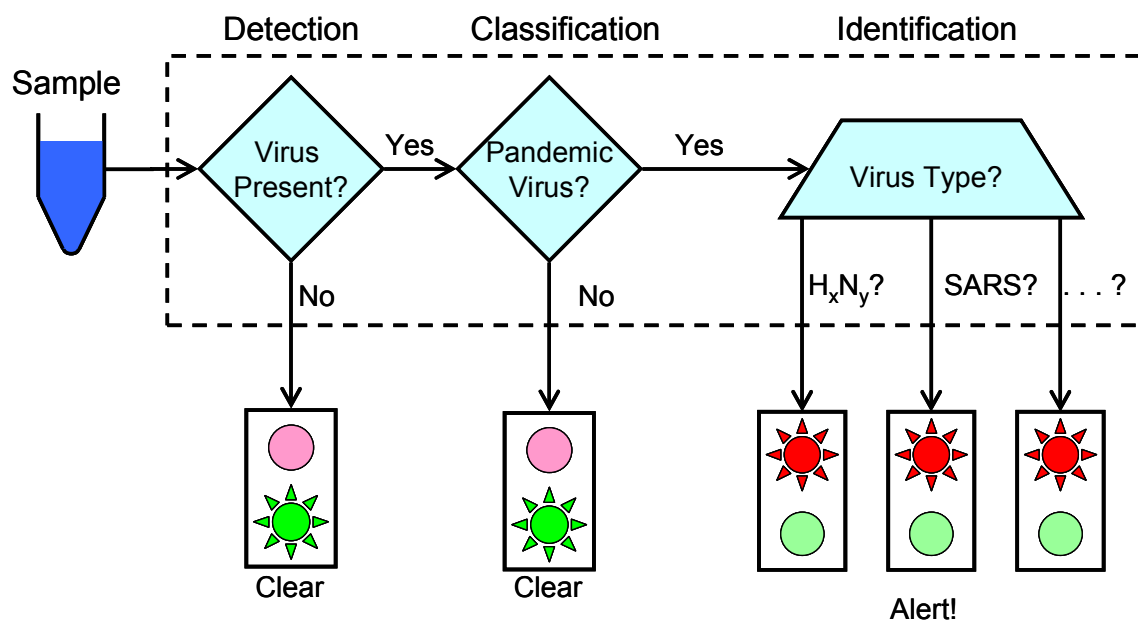 Detection
Classification
Identification
Sample
Virus
Present?
Yes
Pandemic
Virus?
Yes
Virus Type?
No
No
HxNy?
SARS?
. . . ?
Clear
Clear
Alert!